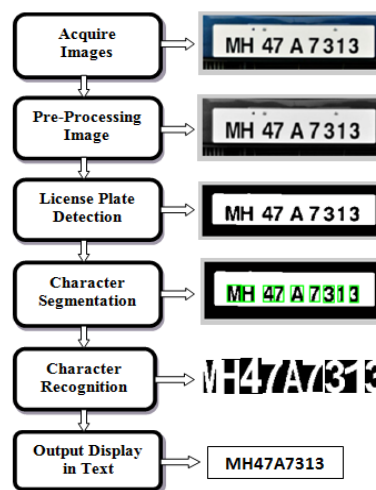 Acquire
Images
MH 47 A 7313
Pre-Processing
Image
MH 47 A 7313
License Plate
Detection
MH 47 A 7313
Character
Segmentation
MH 47 A 7313
Character
Recognition
MH47A7313
Output Display
in Text
MH47A7313